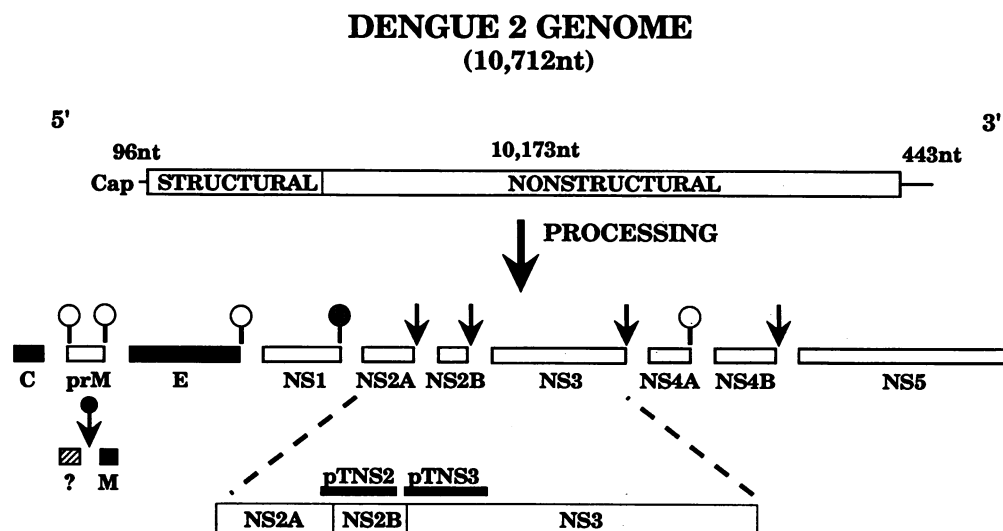 DENGUE 2 GENOME
(10,712nt)
5' 3'
96nt 10,173nt 443nt
Cap STRUCTURAL NONSTRUCTURAL
PROCESSING
C prM E NS1 NS2A NS2B NS3 NS4A NS4B NS5
? M
pTNS2 pTNS3
NS2A NS2B NS3